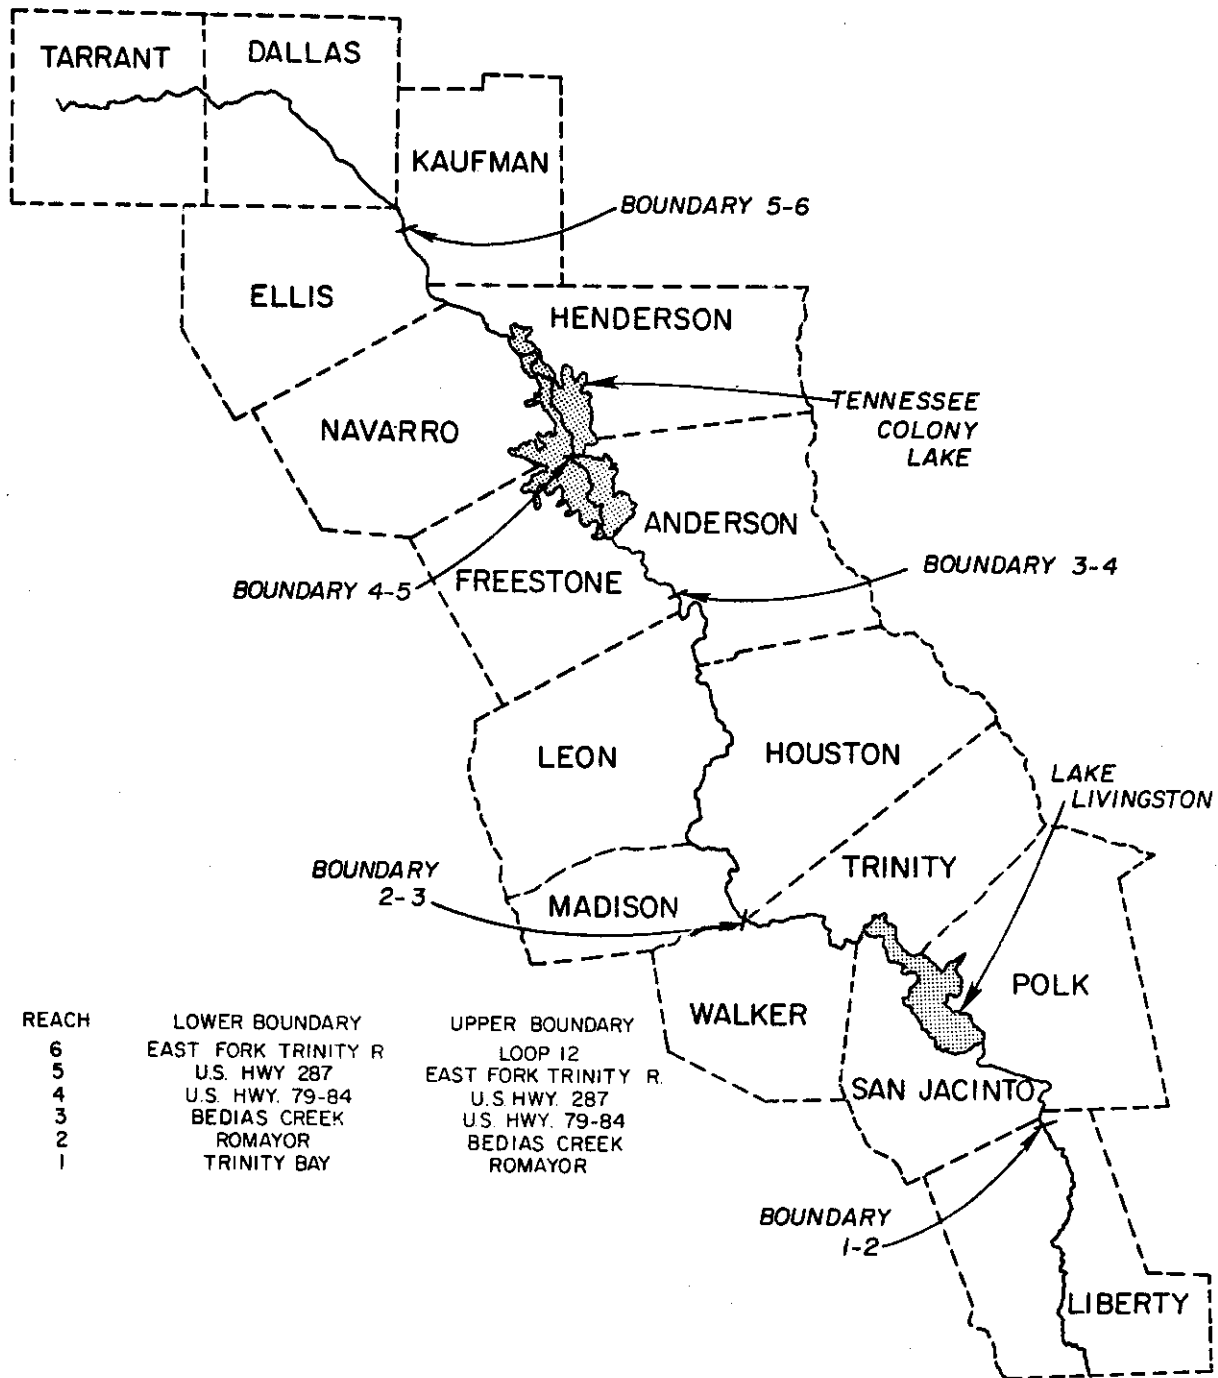 TARRANT
DALLAS
KAUFMAN
BOUNDARY 5-6
ELLIS
HENDERSON
TENNESSEE
COLONY
LAKE
NAVARRO
ANDERSON
BOUNDARY 3-4
FREESTONE
BOUNDARY 4-5
LEON
HOUSTON
LAKE
LIVINGSTON
BOUNDARY
2-3
TRINITY
MADISON
POLK
WALKER
SAN JACINTO
REACH LOWER BOUNDARY UPPER BOUNDARY
6 EAST FORK TRINITY R LOOP 12
5 U.S. HWY 287 EAST FORK TRINITY R.
4 U.S. HWY. 79-84 U.S. HWY. 287
3 BEDIAS CREEK U.S. HWY. 79-84
2 ROMAYOR BEDIAS CREEK
1 TRINITY BAY ROMAYOR
BOUNDARY
1-2
LIBERTY